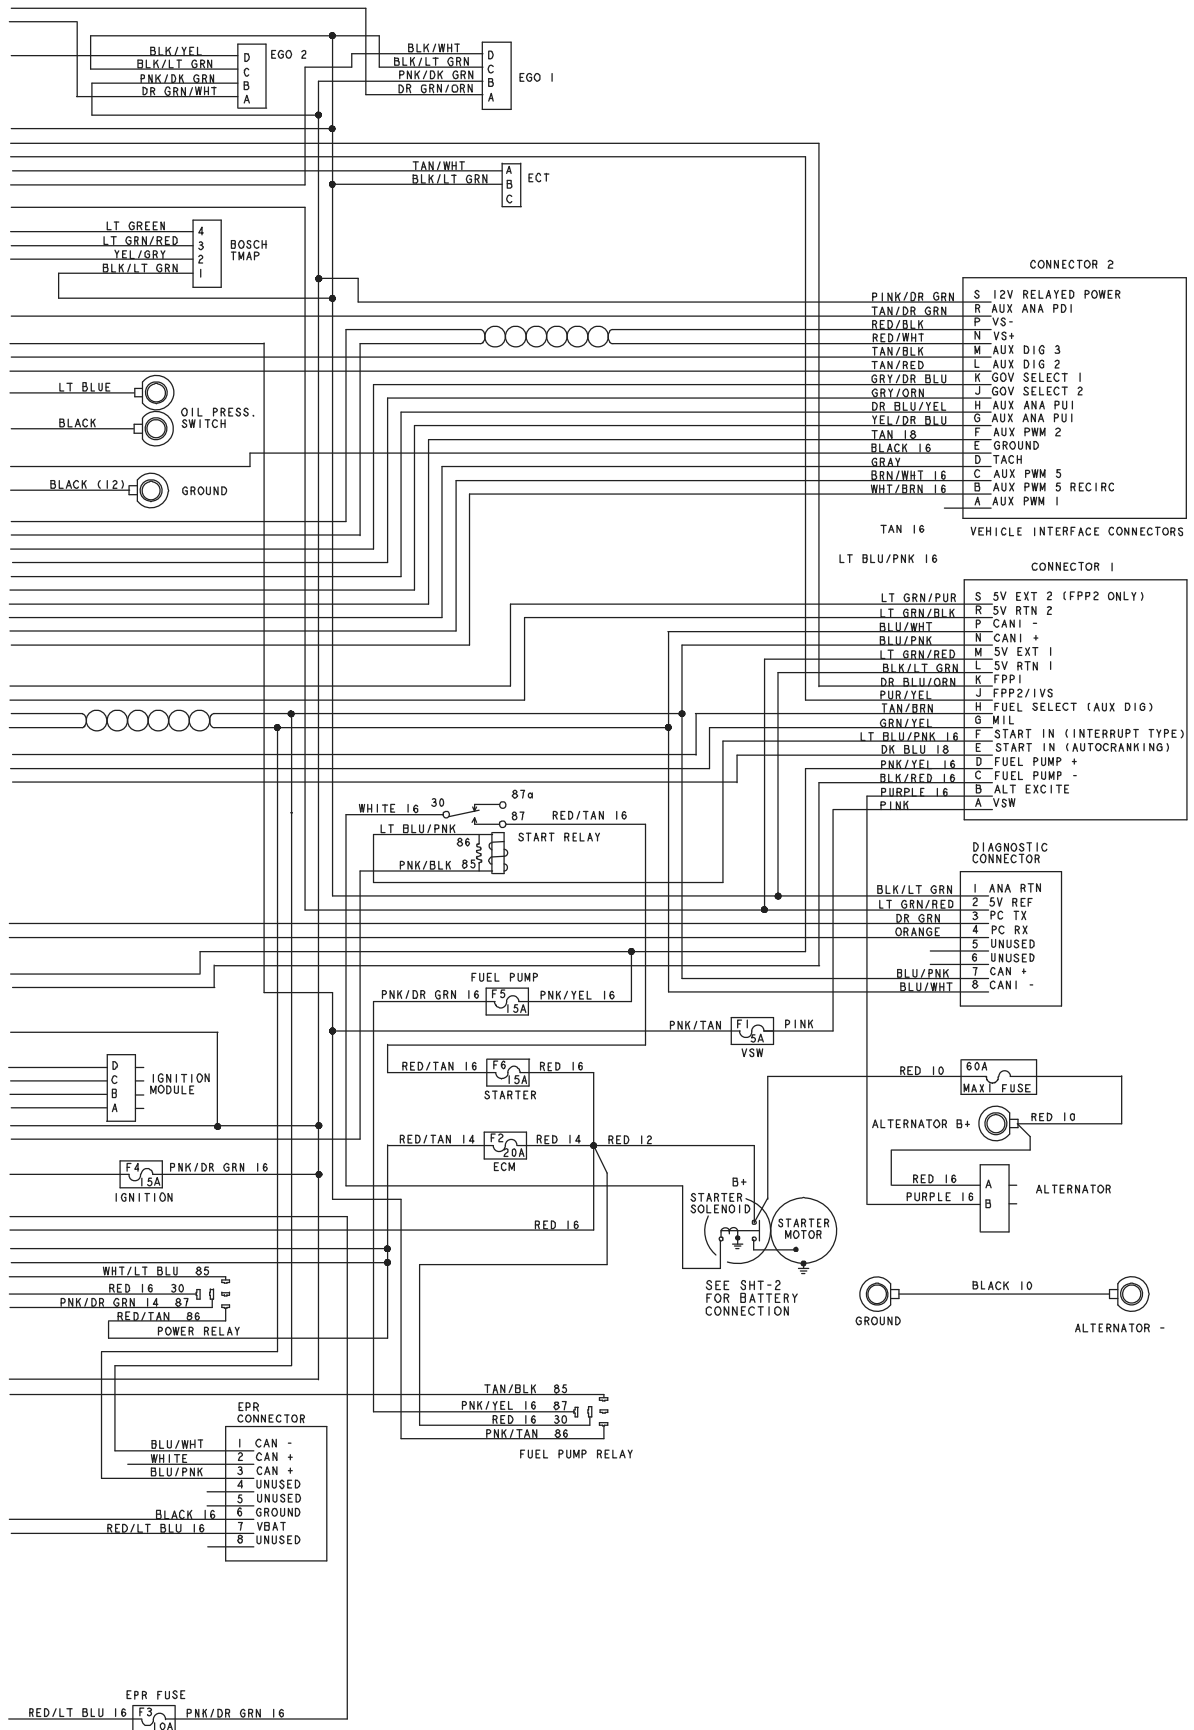 BLK/YEL
BLK/LT GRN
PNK/DK GRN
DR GRN/WHT
D
C
B
A
EGO 2
BLK/WHT
BLK/LT GRN
PNK/DK GRN
DR GRN/ORN
D
C
B
A
EGO 1
TAN/WHT
BLK/LT GRN
A
B
C
ECT
LT GREEN
LT GRN/RED
YEL/GRY
BLK/LT GRN
4
3
2
1
BOSCH
TMAP
CONNECTOR 2
PINK/DR GRN S 12V RELAYED POWER
TAN/DR GRN R AUX ANA PD1
RED/BLK P VS-
RED/WHT N VS+
TAN/BLK M AUX DIG 3
TAN/RED L AUX DIG 2
GRY/DR BLU K GOV SELECT 1
GRY/ORN J GOV SELECT 2
DR BLU/YEL H AUX ANA PU1
YEL/DR BLU G AUX ANA PU1
TAN 18 F AUX PWM 2
BLACK 16 E GROUND
GRAY D TACH
BRN/WHT 16 C AUX PWM 5
WHT/BRN 16 B AUX PWM 5 RECIRC
A AUX PWM 1
TAN 16
VEHICLE INTERFACE CONNECTORS
LT BLU/PNK 16
LT BLUE
OIL PRESS.
SWITCH
BLACK
BLACK (12)
GROUND
CONNECTOR 1
LT GRN/PUR S 5V EXT 2 (FPP2 ONLY)
LT GRN/BLK R 5V RTN 2
BLU/WHT P CAN1 -
BLU/PNK N CAN1 +
LT GRN/RED M 5V EXT 1
BLK/LT GRN L 5V RTN 1
DR BLU/ORN K FPP1
PUR/YEL J FPP2/IVS
TAN/BRN H FUEL SELECT (AUX DIG)
GRN/YEL G MIL
LT BLU/PNK 16 F START IN (INTERRUPT TYPE)
DK BLU 18 E START IN (AUTOCRANKING)
PNK/YEL 16 D FUEL PUMP +
BLK/RED 16 C FUEL PUMP -
PURPLE 16 B ALT EXCITE
PINK A VSW
WHITE 16 30
87a
87
RED/TAN 16
LT BLU/PNK
START RELAY
86
PNK/BLK 85
DIAGNOSTIC
CONNECTOR
BLK/LT GRN 1 ANA RTN
LT GRN/RED 2 5V REF
DR GRN 3 PC TX
ORANGE 4 PC RX
5 UNUSED
6 UNUSED
BLU/PNK 7 CAN +
BLU/WHT 8 CAN1 -
FUEL PUMP
PNK/DR GRN 16 F5 15A PNK/YEL 16
PNK/TAN F1 5A PINK
VSW
RED/TAN 16 F6 15A RED 16
STARTER
RED/TAN 14 F2 20A RED 14 RED 12
ECM
D
C
B
A
IGNITION
MODULE
F4 15A PNK/DR GRN 16
IGNITION
RED 10 60A
MAXI FUSE
ALTERNATOR B+
RED 10
RED 16 A
PURPLE 16 B
ALTERNATOR
B+
STARTER
SOLENOID
STARTER
MOTOR
RED 16
SEE SHT-2
FOR BATTERY
CONNECTION
BLACK 10
GROUND
ALTERNATOR -
WHT/LT BLU 85
RED 16 30
PNK/DR GRN 14 87
RED/TAN 86
POWER RELAY
TAN/BLK 85
PNK/YEL 16 87
RED 16 30
PNK/TAN 86
FUEL PUMP RELAY
EPR
CONNECTOR
BLU/WHT 1 CAN -
WHITE 2 CAN +
BLU/PNK 3 CAN +
4 UNUSED
5 UNUSED
BLACK 16 6 GROUND
RED/LT BLU 16 7 VBAT
8 UNUSED
EPR FUSE
RED/LT BLU 16 F3 10A PNK/DR GRN 16